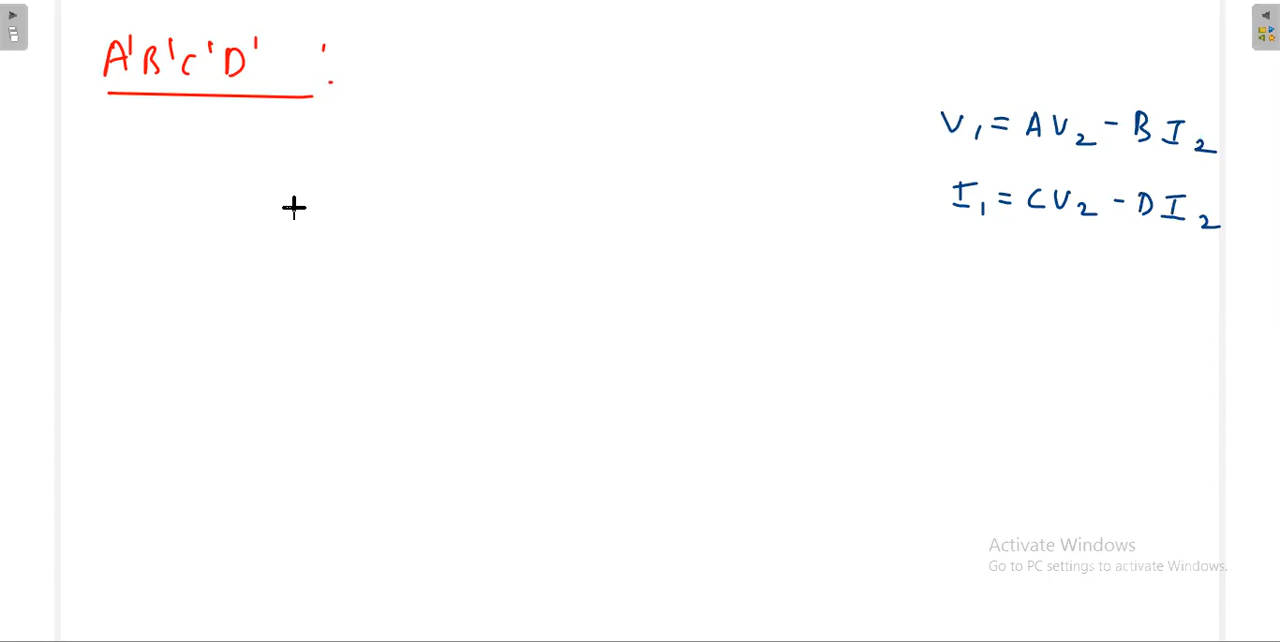 A'B'C'D' :
V₁ = AV₂ - BI₂
I₁ = CV₂ - DI₂
Activate Windows
Go to PC settings to activate Windows.